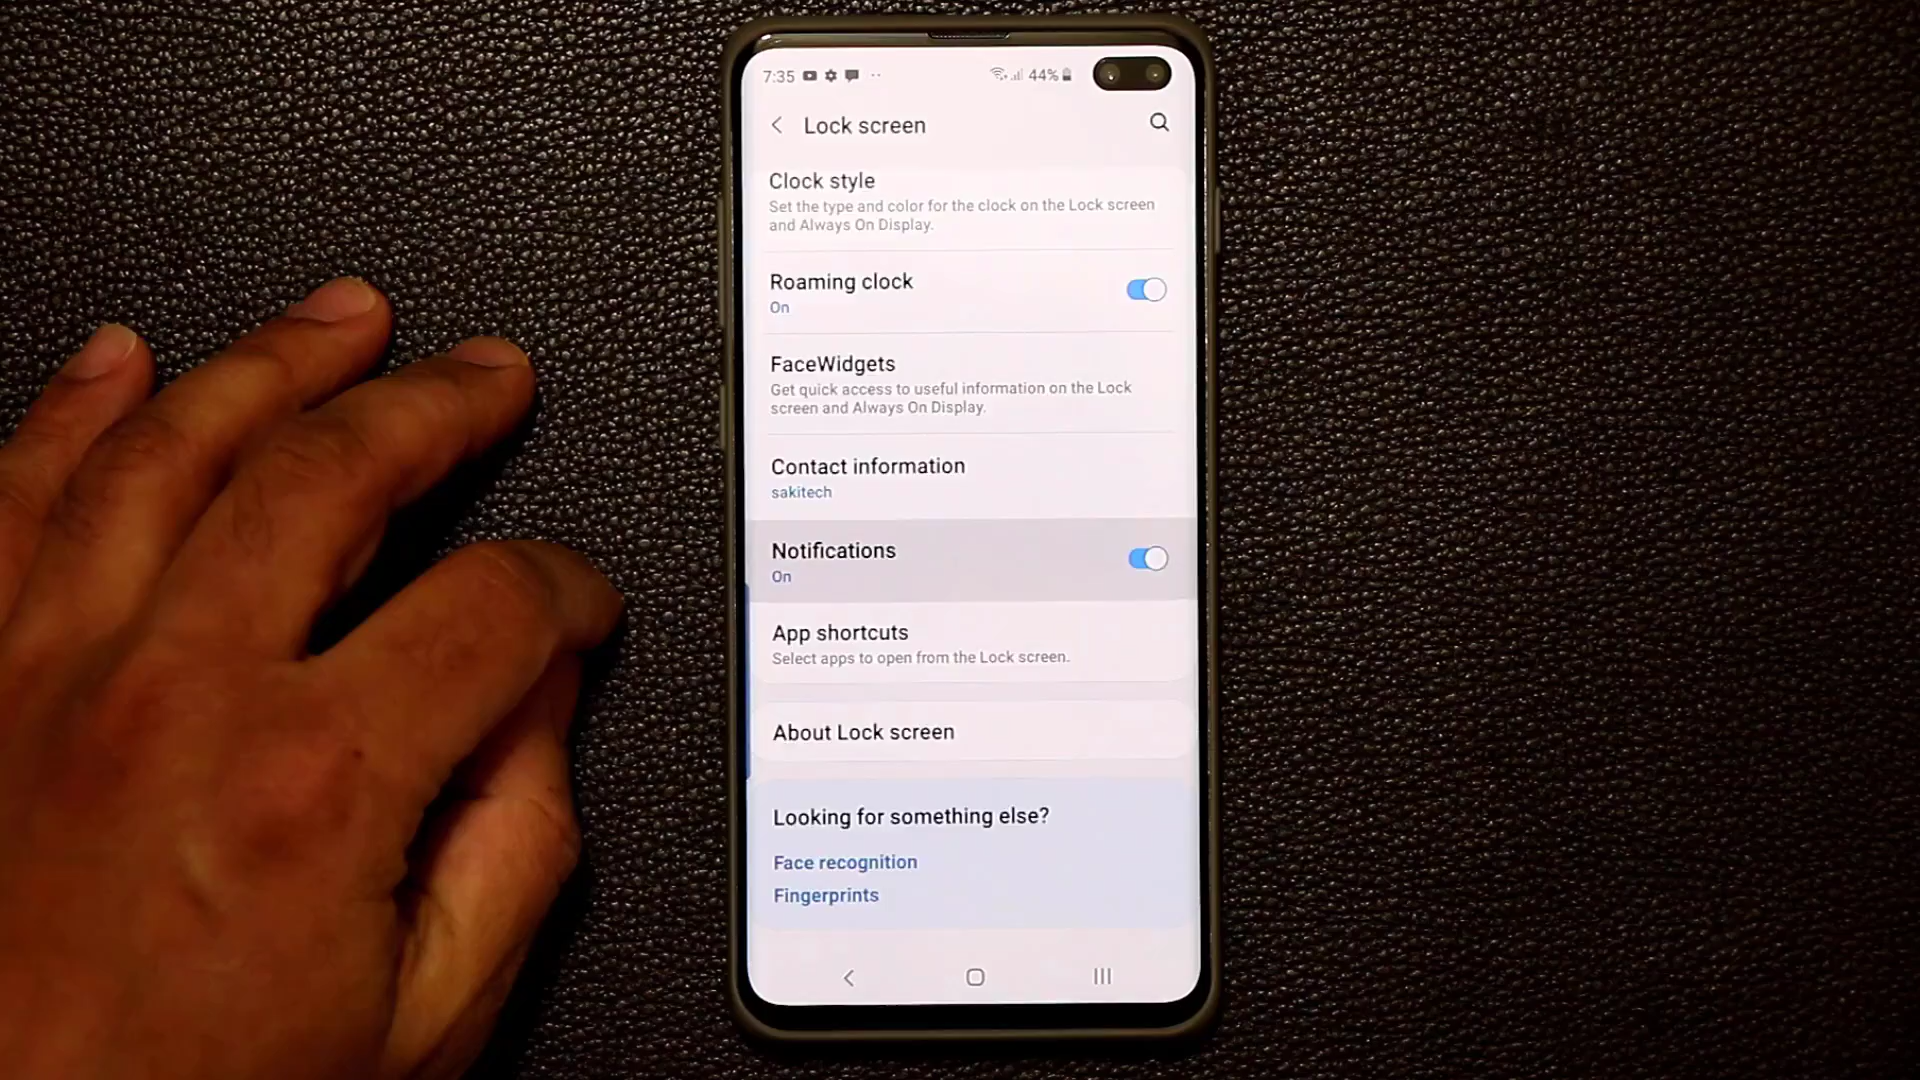 7:35
44%
Lock screen
Clock style
Set the type and color for the clock on the Lock screen
and Always On Display.
Roaming clock
On
FaceWidgets
Get quick access to useful information on the Lock
screen and Always On Display.
Contact information
sakitech
Notifications
On
App shortcuts
Select apps to open from the Lock screen.
About Lock screen
Looking for something else?
Face recognition
Fingerprints